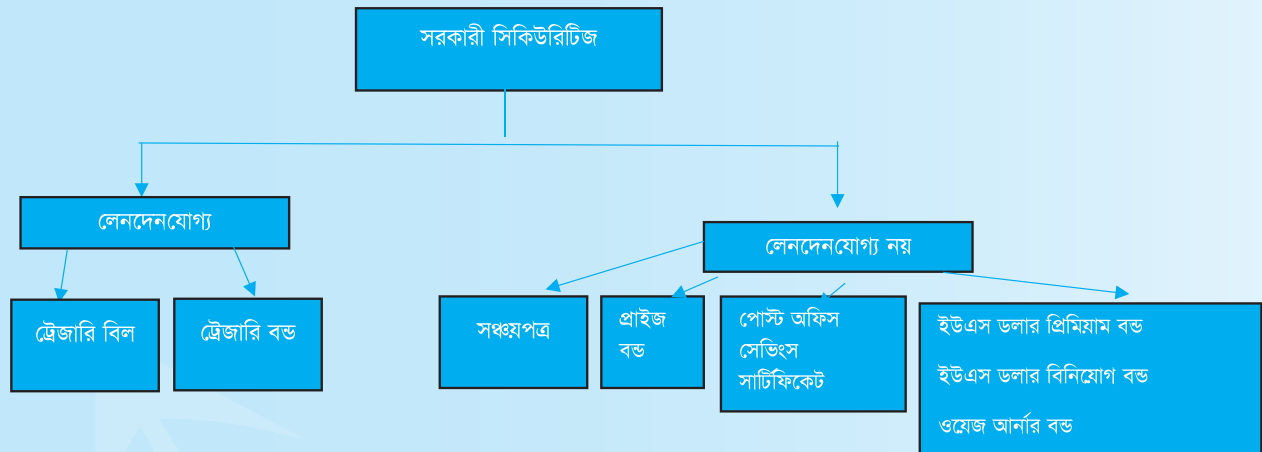 সরকারী সিকিউরিটিজ
লেনদেনযোগ্য
লেনদেনযোগ্য নয়
ট্রেজারি বিল
ট্রেজারি বন্ড
সঞ্চয়পত্র
প্রাইজ
বন্ড
পোস্ট অফিস
সেভিংস
সার্টিফিকেট
ইউএস ডলার প্রিমিয়াম বন্ড
ইউএস ডলার বিনিয়োগ বন্ড
ওয়েজ আর্নার বন্ড